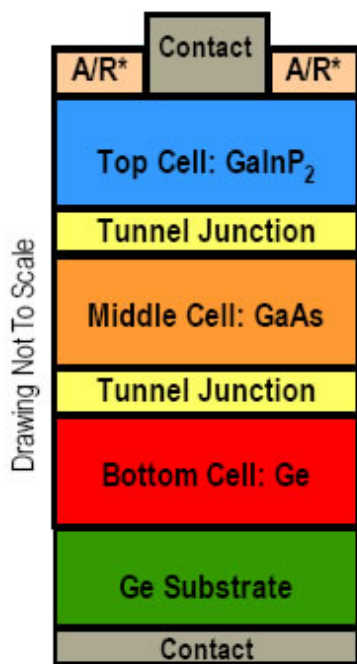 Contact
A/R* A/R*
Top Cell: GaInP₂
Tunnel Junction
Middle Cell: GaAs
Tunnel Junction
Bottom Cell: Ge
Ge Substrate
Contact
Drawing Not To Scale